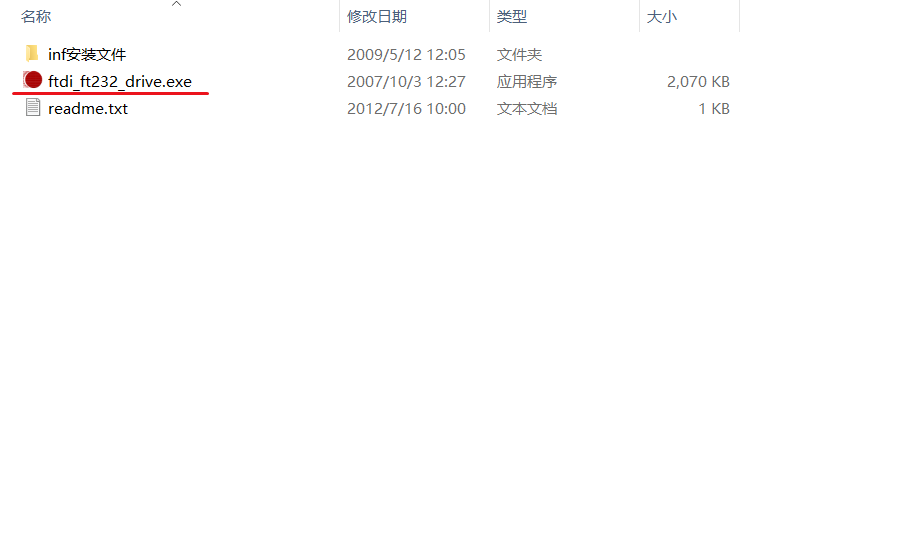 名称 修改日期 类型 大小
inf安装文件 2009/5/12 12:05 文件夹
ftdi_ft232_drive.exe 2007/10/3 12:27 应用程序 2,070 KB
readme.txt 2012/7/16 10:00 文本文档 1 KB